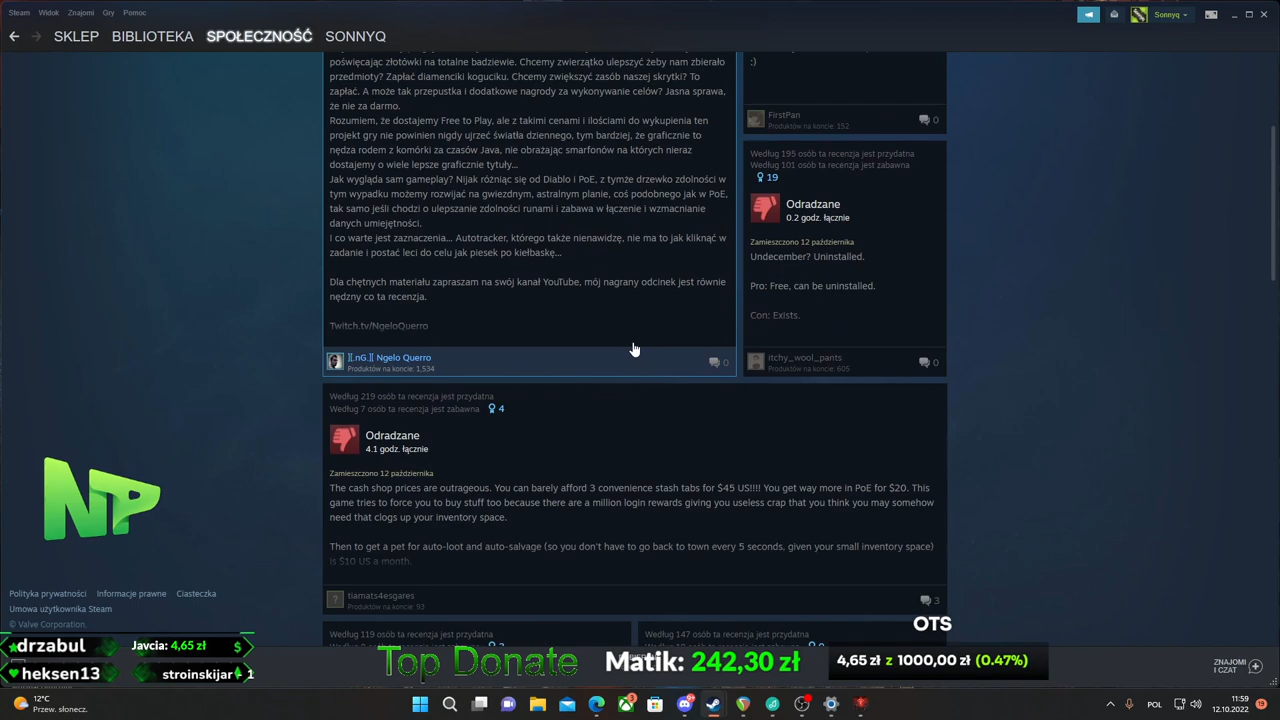 Steam Widok Znajomi Gry Pomoc
Sonnyq
SKLEP BIBLIOTEKA SPOŁECZNOŚĆ SONNYQ
poświęcając złotówki na totalne badziewie. Chcemy zwierzątko ulepszyć żeby nam zbierało
przedmioty? Zapłać diamenciki koguciku. Chcemy zwiększyć zasób naszej skrytki? To
zapłać. A może tak przepustka i dodatkowe nagrody za wykonywanie celów? Jasna sprawa,
że nie za darmo.
Rozumiem, że dostajemy Free to Play, ale z takimi cenami i ilościami do wykupienia ten
projekt gry nie powinien nigdy ujrzeć światła dziennego, tym bardziej, że graficznie to
nędza rodem z komórki za czasów Java, nie obrażając smarfonów na których nieraz
dostajemy o wiele lepsze graficznie tytuły...
Jak wygląda sam gameplay? Nijak różniąc się od Diablo i PoE, z tymże drzewko zdolności w
tym wypadku możemy rozwijać na gwiezdnym, astralnym planie, coś podobnego jak w PoE,
tak samo jeśli chodzi o ulepszanie zdolności runami i zabawa w łączenie i wzmacnianie
danych umiejętności.
I co warte jest zaznaczenia... Autotracker, którego także nienawidzę, nie ma to jak kliknąć w
zadanie i postać leci do celu jak piesek po kiełbaskę...
Dla chętnych materiału zapraszam na swój kanał YouTube, mój nagrany odcinek jest równie
nędzny co ta recenzja.
Twitch.tv/NgeloQuerro
][.nG.][ Ngelo Querro
Produktów na koncie: 1,534
0
:)
FirstPan
Produktów na koncie: 152
0
Według 195 osób ta recenzja jest przydatna
Według 101 osób ta recenzja jest zabawna
19
Odradzane
0.2 godz. łącznie
Zamieszczono 12 października
Undecember? Uninstalled.
Pro: Free, can be uninstalled.
Con: Exists.
itchy_wool_pants
Produktów na koncie: 605
0
Według 219 osób ta recenzja jest przydatna
Według 7 osób ta recenzja jest zabawna 4
Odradzane
4.1 godz. łącznie
Zamieszczono 12 października
The cash shop prices are outrageous. You can barely afford 3 convenience stash tabs for $45 US!!!! You get way more in PoE for $20. This
game tries to force you to buy stuff too because there are a million login rewards giving you useless crap that you think you may somehow
need that clogs up your inventory space.
Then to get a pet for auto-loot and auto-salvage (so you don't have to go back to town every 5 seconds, given your small inventory space)
is $10 US a month.
tiamats4esgares
Produktów na koncie: 93
3
Według 119 osób ta recenzja jest przydatna
Według 147 osób ta recenzja jest przydatna
NP
Polityka prywatności Informacje prawne Ciasteczka
Umowa użytkownika Steam
© Valve Corporation.
drzabul
Javcia: 4,65 zł $
heksen13
stroinskijar 1
Top Donate
Matik: 242,30 zł
OTS
4,65 zł z 1000,00 zł (0.47%)
ZNAJOMI
I CZAT
12°C
Przew. słonecz.
POL
11:59
12.10.2022